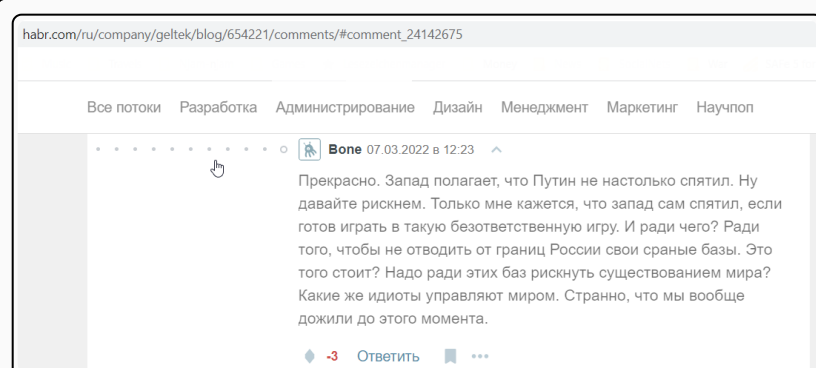 habr.com/ru/company/geltek/blog/654221/comments/#comment_24142675
Все потоки Разработка Администрирование Дизайн Менеджмент Маркетинг Научпоп
Bone 07.03.2022 в 12:23
Прекрасно. Запад полагает, что Путин не настолько спятил. Ну
давайте рискнем. Только мне кажется, что запад сам спятил, если
готов играть в такую безответственную игру. И ради чего? Ради
того, чтобы не отводить от границ России свои сраные базы. Это
того стоит? Надо ради этих баз рискнуть существованием мира?
Какие же идиоты управляют миром. Странно, что мы вообще
дожили до этого момента.
-3 Ответить